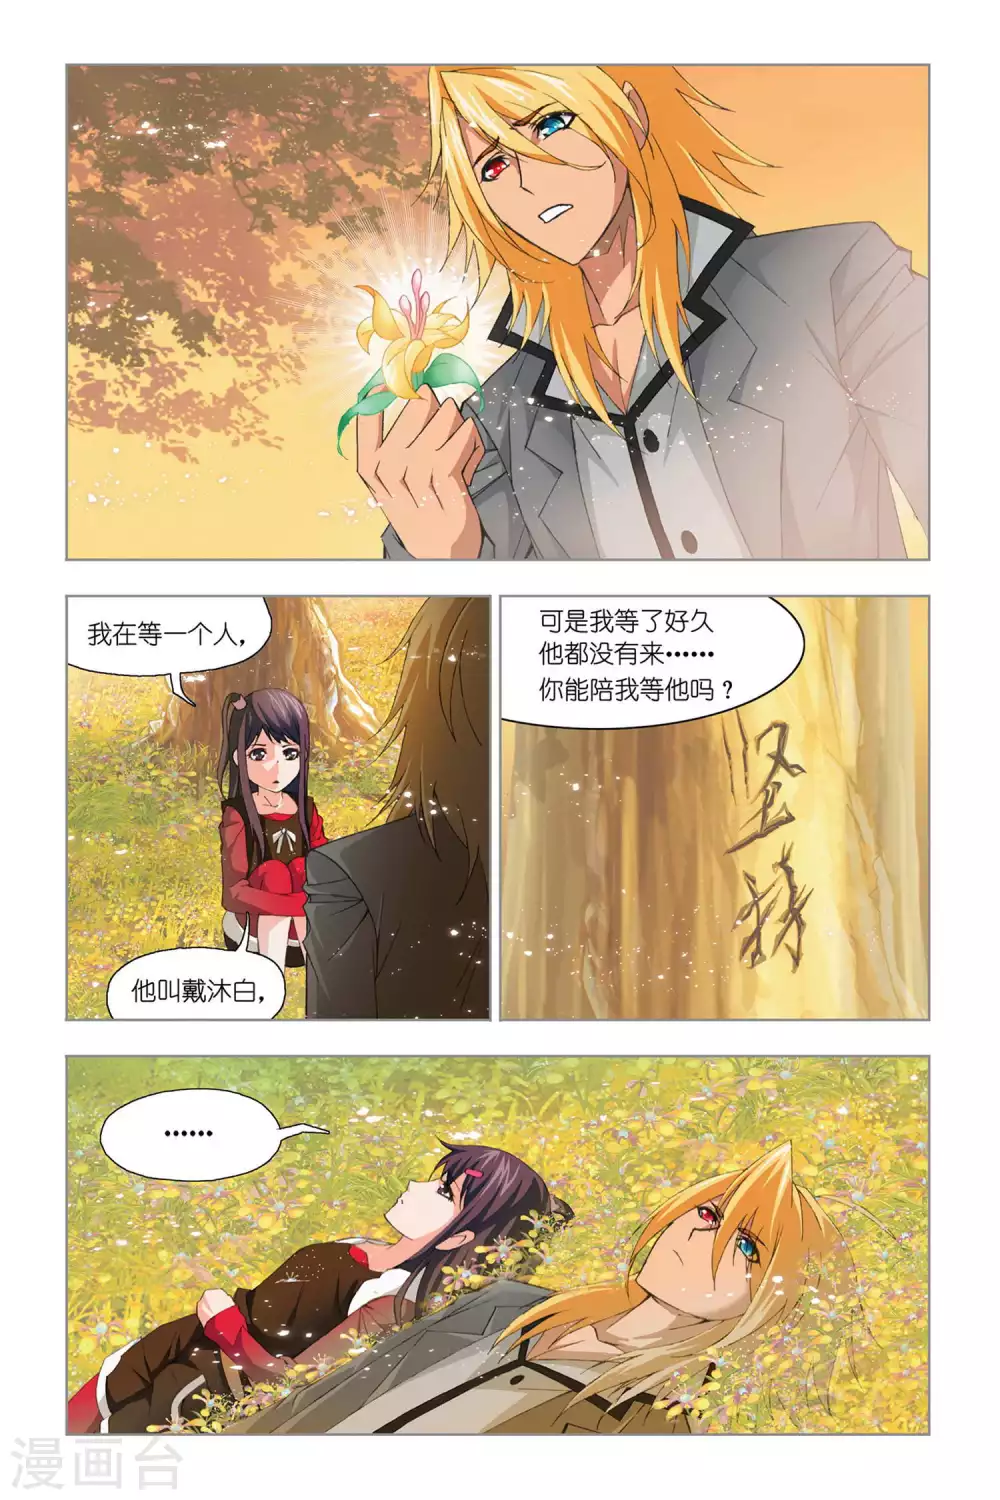 我在等一个人，
他叫戴沐白，
可是我等了好久
他都没有来……
你能陪我等他吗？
坚持
……
漫画台